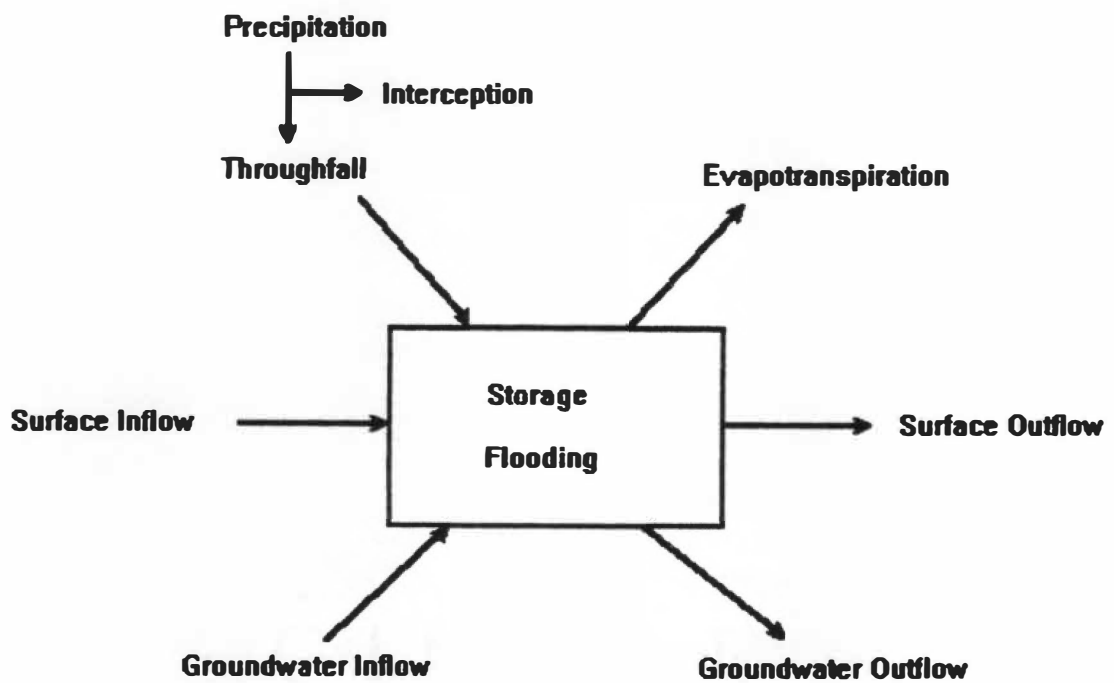 Precipitation
Interception
Throughfall
Evapotranspiration
Storage
Surface Inflow
Surface Outflow
Flooding
Groundwater Inflow
Groundwater Outflow